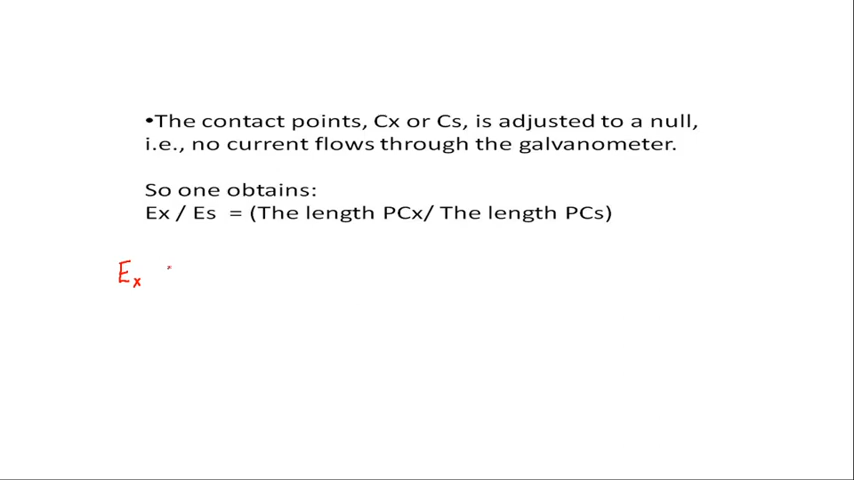 •The contact points, Cx or Cs, is adjusted to a null,
i.e., no current flows through the galvanometer.
So one obtains:
Ex / Es = (The length PCx/ The length PCs)
Ex